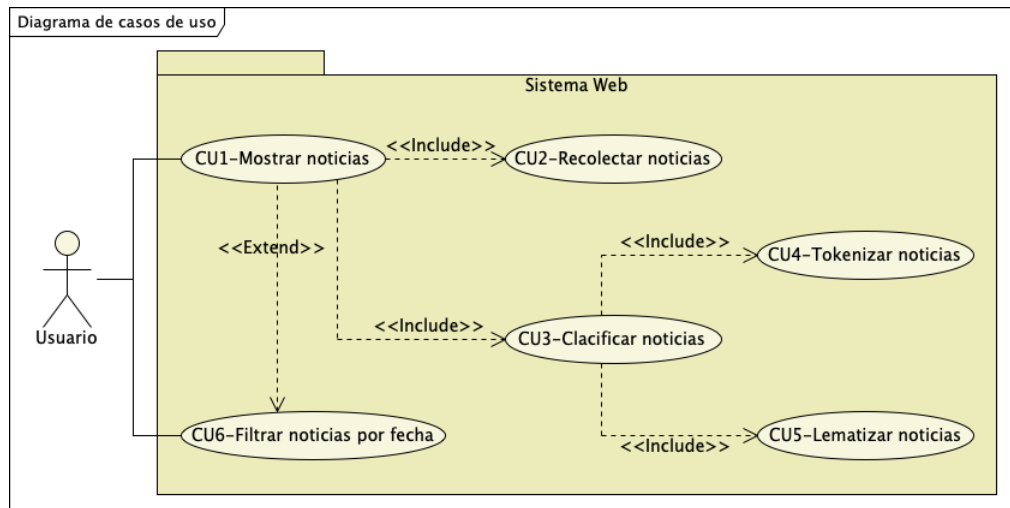 Diagrama de casos de uso
Sistema Web
CU1-Mostrar noticias
<<Include>>
CU2-Recolectar noticias
<<Extend>>
<<Include>>
CU4-Tokenizar noticias
Usuario
<<Include>>
CU3-Clacificar noticias
CU6-Filtrar noticias por fecha
<<Include>>
CU5-Lematizar noticias